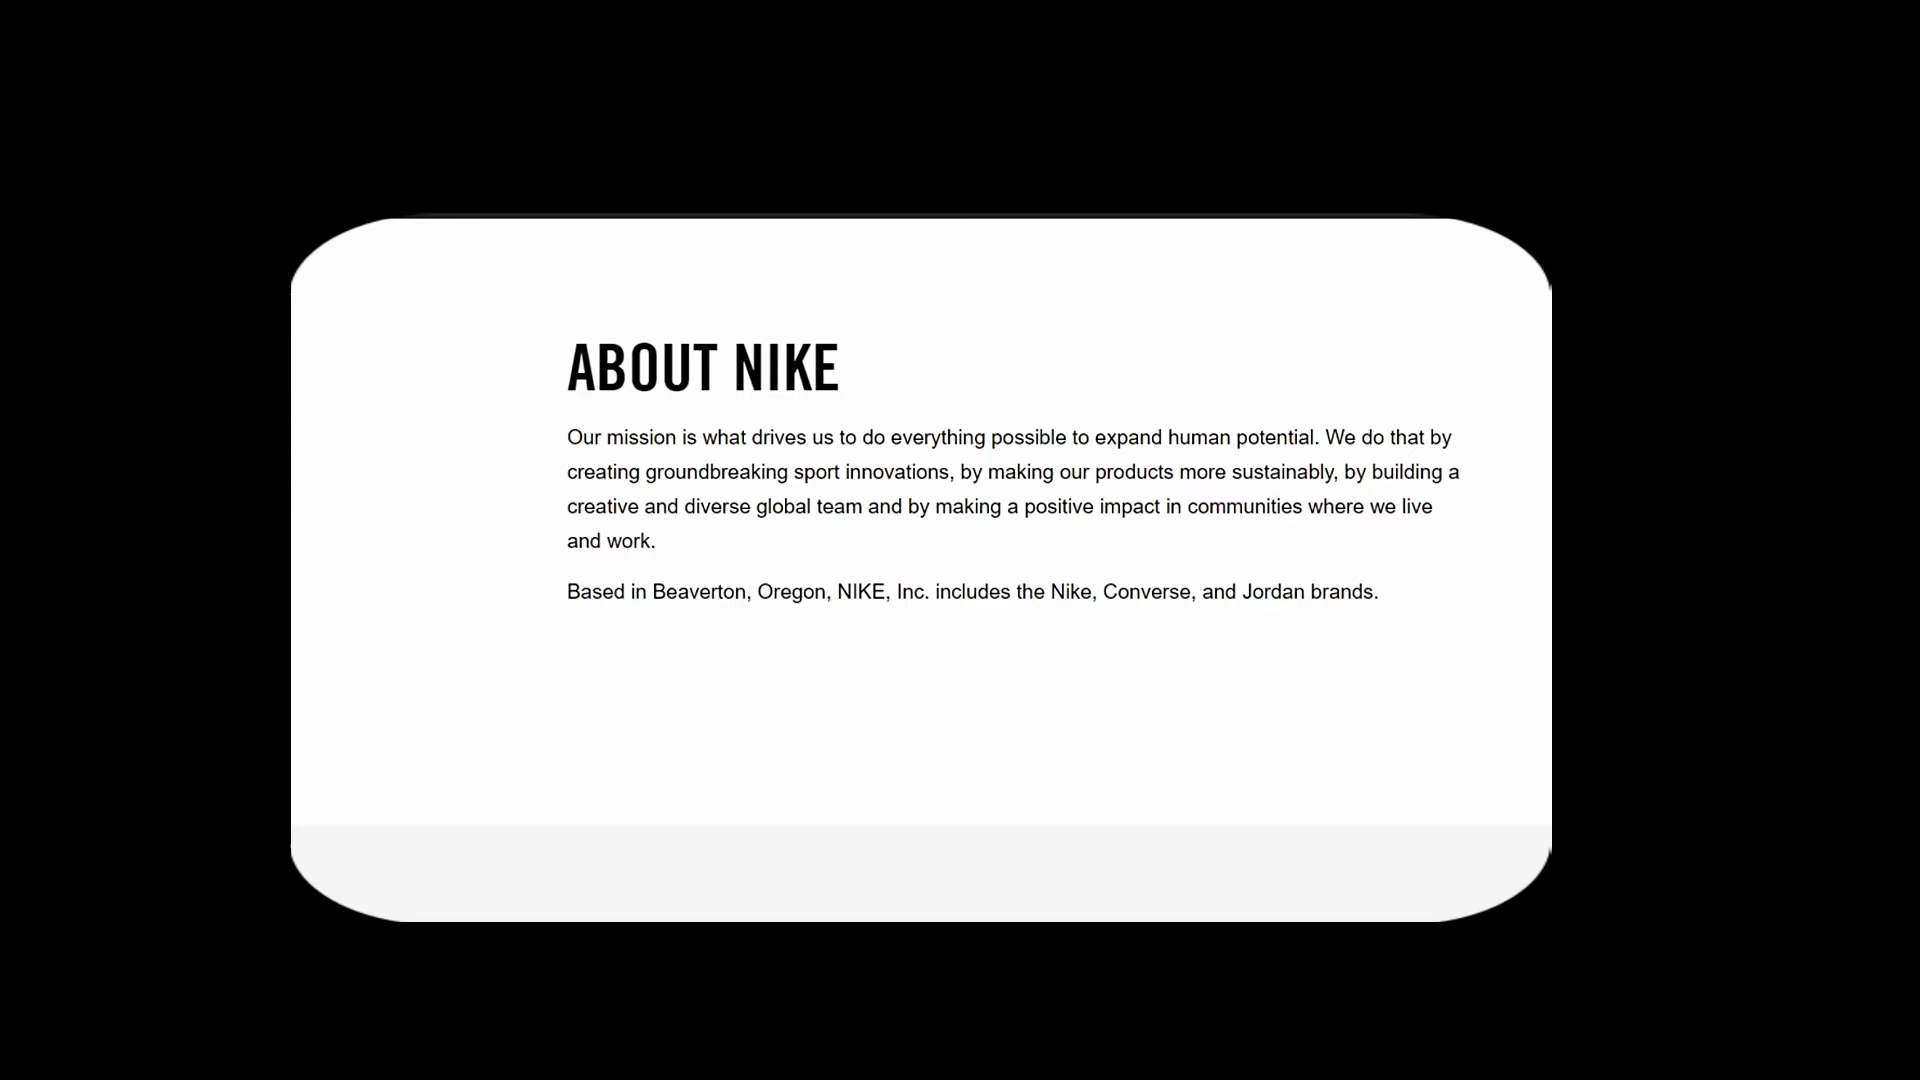 ABOUT NIKE
Our mission is what drives us to do everything possible to expand human potential. We do that by
creating groundbreaking sport innovations, by making our products more sustainably, by building a
creative and diverse global team and by making a positive impact in communities where we live
and work.
Based in Beaverton, Oregon, NIKE, Inc. includes the Nike, Converse, and Jordan brands.